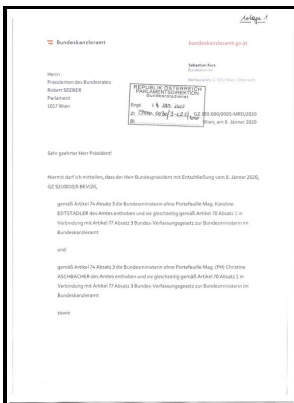 Beilage 1
Bundeskanzleramt
bundeskanzleramt.gv.at
Sebastian Kurz
Bundeskanzler
Herrn
Präsidenten des Bundesrates
Robert SEEBER
Parlament
1017 Wien
REPUBLIK ÖSTERREICH
PARLAMENTSDIREKTION
Bundesratsdienst
Eingel.
Zl.
Bl.
Wien, am 8. Jänner 2020
Sehr geehrter Herr Präsident!
Hiermit darf ich mitteilen, dass der Herr Bundespräsident mit Entschließung vom 8. Jänner 2020,
GZ S210010/3-BEV/20,
gemäß Artikel 74 Absatz 3 die Bundesministerin ohne Portefeuille Mag. Karoline
EDTSTADLER des Amtes enthoben und sie gleichzeitig gemäß Artikel 70 Absatz 1 in
Verbindung mit Artikel 77 Absatz 3 Bundes-Verfassungsgesetz zur Bundesministerin im
Bundeskanzleramt
und
gemäß Artikel 74 Absatz 3 die Bundesministerin ohne Portefeuille Mag. (FH) Christine
ASCHBACHER des Amtes enthoben und sie gleichzeitig gemäß Artikel 70 Absatz 1 in
Verbindung mit Artikel 77 Absatz 3 Bundes-Verfassungsgesetz zur Bundesministerin im
Bundeskanzleramt
sowie